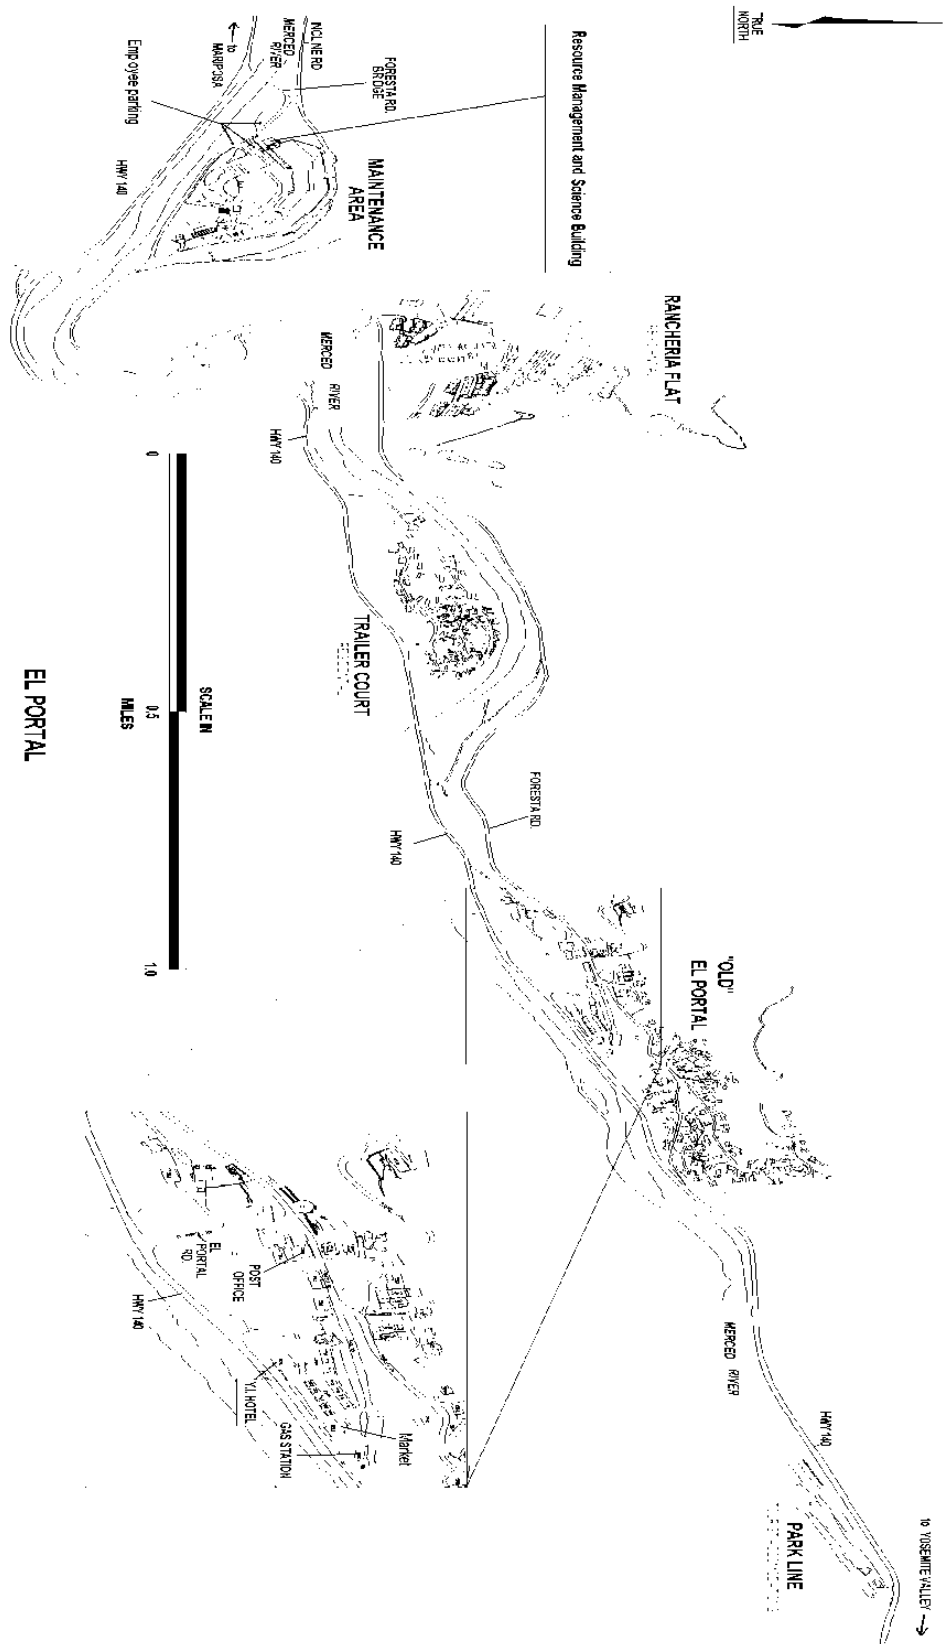 TRUE
NORTH
Resource Management and Science Building
INCLINE RD
MERCED
RIVER
to
MARIPOSA
FORESTA RD.
BRIDGE
Employee parking
HWY 140
MAINTENANCE
AREA
RANCHERIA FLAT
MERCED RIVER
HWY 140
TRAILER COURT
FORESTA RD.
HWY 140
"OLD"
EL PORTAL
MERCED RIVER
HWY 140
PARK LINE
to YOSEMITE VALLEY
EL
PORTAL
RD.
POST
OFFICE
HWY 140
Y.I. HOTEL
GAS STATION
Market
SCALE IN
0 0.5 1.0
MILES
EL PORTAL